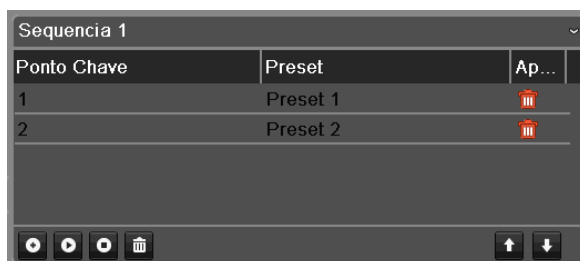 Sequencia 1
Ponto Chave Preset Ap...
1 Preset 1
2 Preset 2